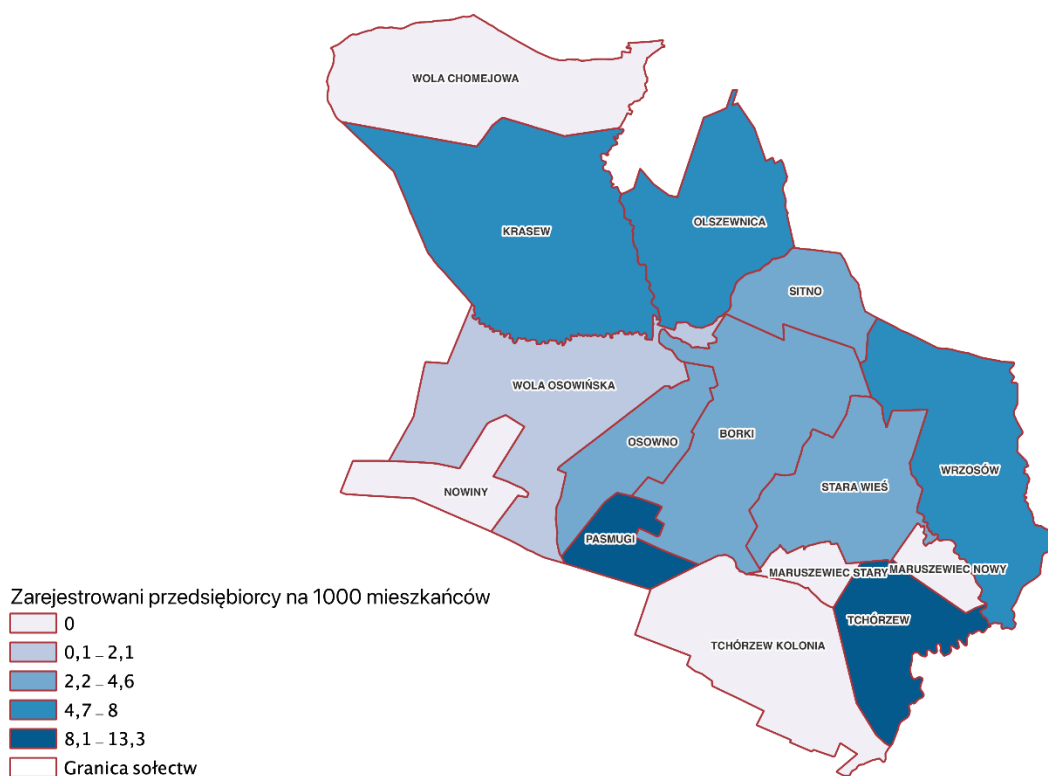 WOLA CHOMEJOWA
KRASEW
OLSZEWNICA
SITNO
WOLA OSOWIŃSKA
OSOWNO
BORKI
WRZOSÓW
STARA WIEŚ
NOWINY
PASMUGI
MARUSZEWIEC STARY
MARUSZEWIEC NOWY
TCHÓRZEW
TCHÓRZEW KOLONIA
Zarejestrowani przedsiębiorcy na 1000 mieszkańców
0
0,1 – 2,1
2,2 – 4,6
4,7 – 8
8,1 – 13,3
Granica sołectw